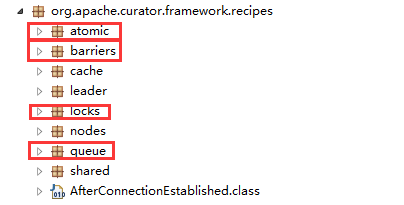 org.apache.curator.framework.recipes
atomic
barriers
cache
leader
locks
nodes
queue
shared
AfterConnectionEstablished.class